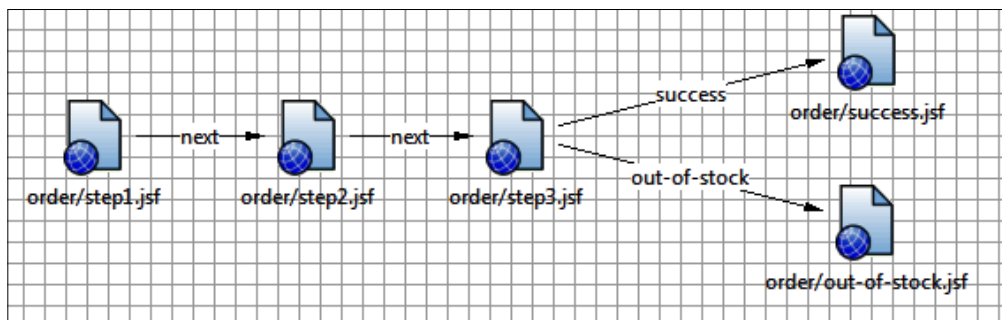 success
order/success.jsf
next
next
order/step1.jsf
order/step2.jsf
order/step3.jsf
out-of-stock
order/out-of-stock.jsf